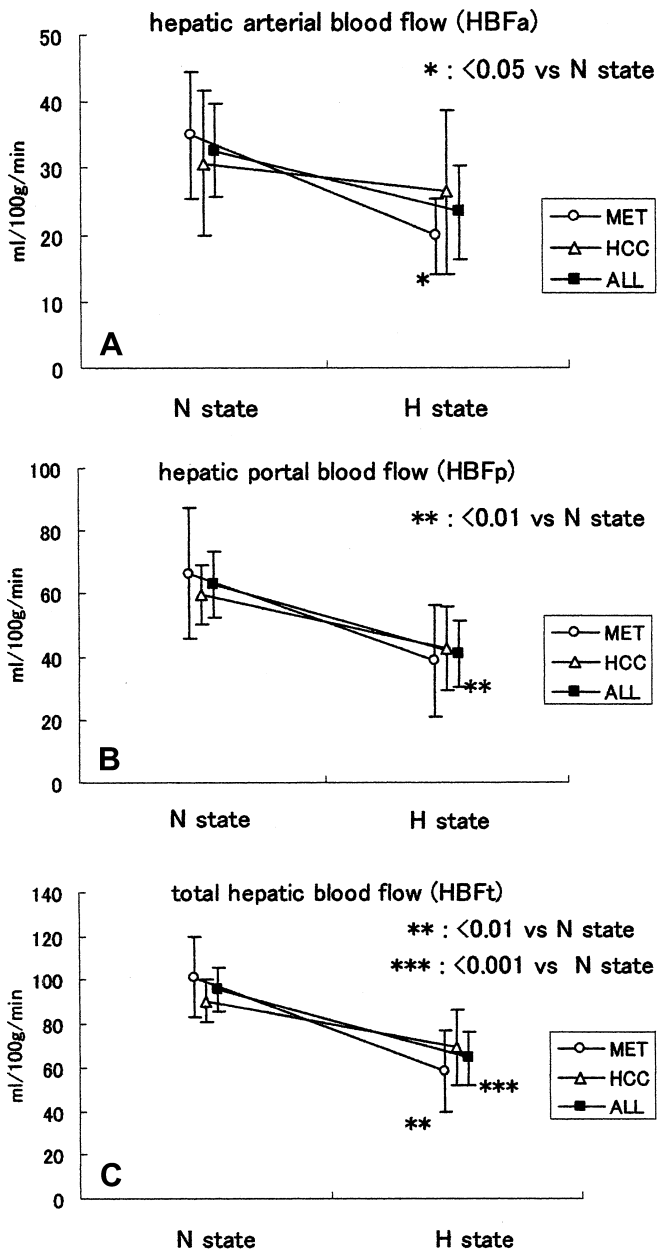 hepatic arterial blood flow (HBFa)
* : <0.05 vs N state
50
40
30
20
10
0
ml/100g/min
MET
HCC
ALL
*
A
N state
H state
hepatic portal blood flow (HBFp)
** : <0.01 vs N state
100
80
60
40
20
0
ml/100g/min
MET
HCC
ALL
**
B
N state
H state
total hepatic blood flow (HBFt)
** : <0.01 vs N state
*** : <0.001 vs N state
140
120
100
80
60
40
20
0
ml/100g/min
MET
HCC
ALL
***
**
C
N state
H state